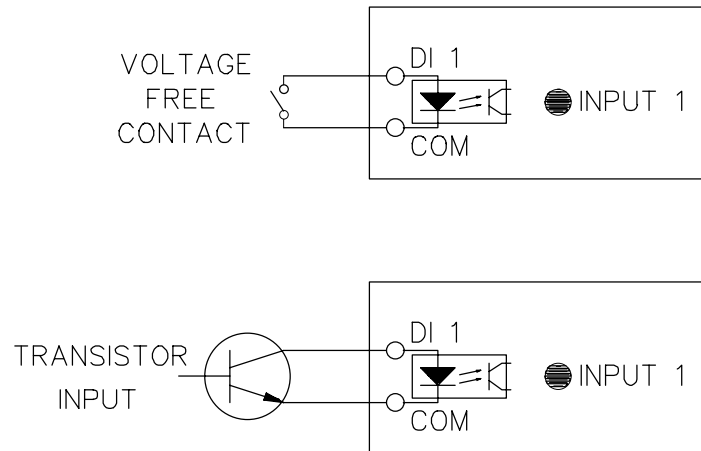 VOLTAGE
FREE
CONTACT
DI 1
INPUT 1
COM
TRANSISTOR
INPUT
DI 1
INPUT 1
COM